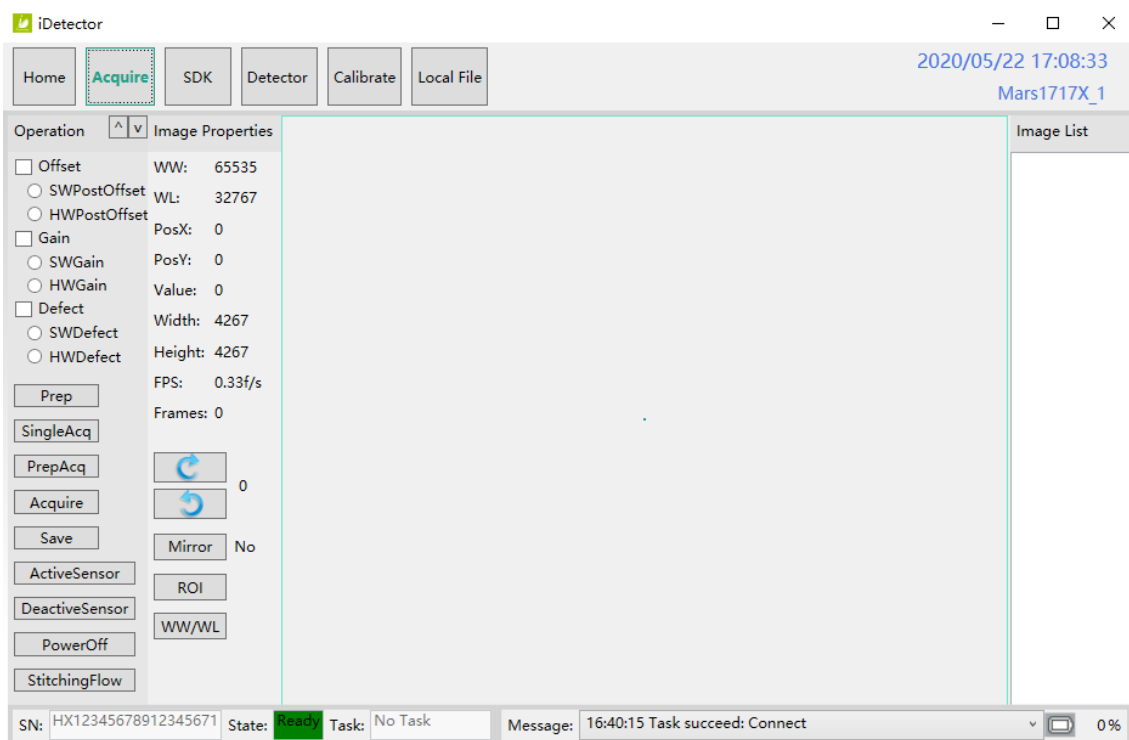 iDetector
Home Acquire SDK Detector Calibrate Local File
2020/05/22 17:08:33
Mars1717X_1
Operation ^ v
Offset
SWPostOffset
HWPostOffset
Gain
SWGain
HWGain
Defect
SWDefect
HWDefect
Prep
SingleAcq
PrepAcq
Acquire
Save
ActiveSensor
DeactiveSensor
PowerOff
StitchingFlow
Image Properties
WW: 65535
WL: 32767
PosX: 0
PosY: 0
Value: 0
Width: 4267
Height: 4267
FPS: 0.33f/s
Frames: 0
0
Mirror No
ROI
WW/WL
Image List
SN: HX12345678912345671 State: Ready Task: No Task Message: 16:40:15 Task succeed: Connect 0%